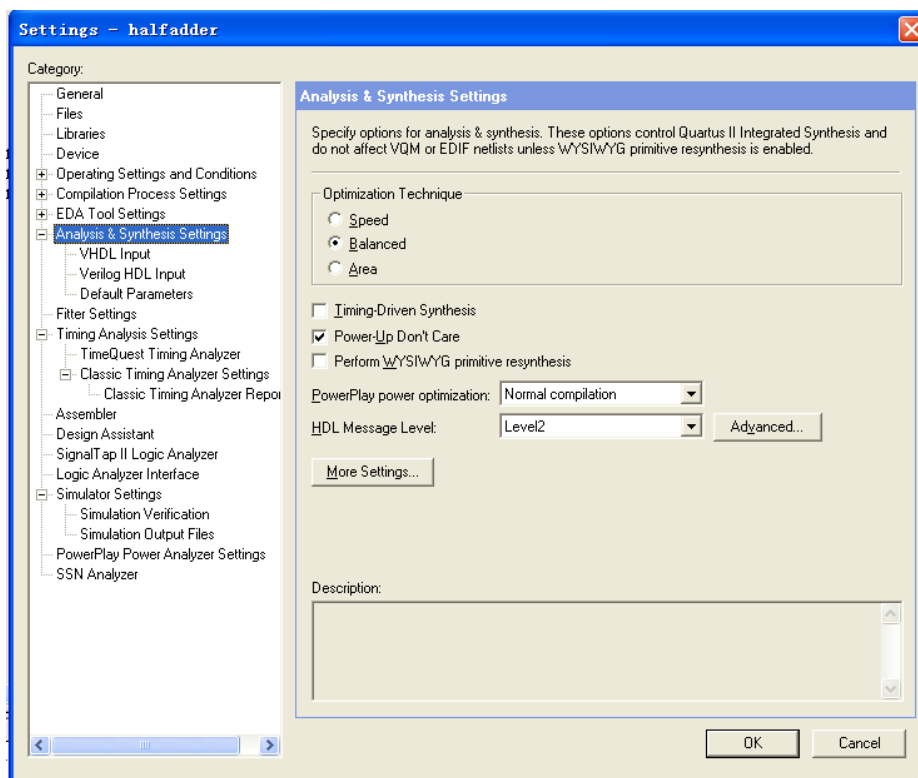 Settings - halfadder
Category:
General
Files
Libraries
Device
Operating Settings and Conditions
Compilation Process Settings
EDA Tool Settings
Analysis & Synthesis Settings
VHDL Input
Verilog HDL Input
Default Parameters
Fitter Settings
Timing Analysis Settings
TimeQuest Timing Analyzer
Classic Timing Analyzer Settings
Classic Timing Analyzer Repor
Assembler
Design Assistant
SignalTap II Logic Analyzer
Logic Analyzer Interface
Simulator Settings
Simulation Verification
Simulation Output Files
PowerPlay Power Analyzer Settings
SSN Analyzer
Analysis & Synthesis Settings
Specify options for analysis & synthesis. These options control Quartus II Integrated Synthesis and
do not affect VQM or EDIF netlists unless WYSIWYG primitive resynthesis is enabled.
Optimization Technique
Speed
Balanced
Area
Timing-Driven Synthesis
Power-Up Don't Care
Perform WYSIWYG primitive resynthesis
PowerPlay power optimization: Normal compilation
HDL Message Level: Level2 Advanced...
More Settings...
Description:
OK Cancel